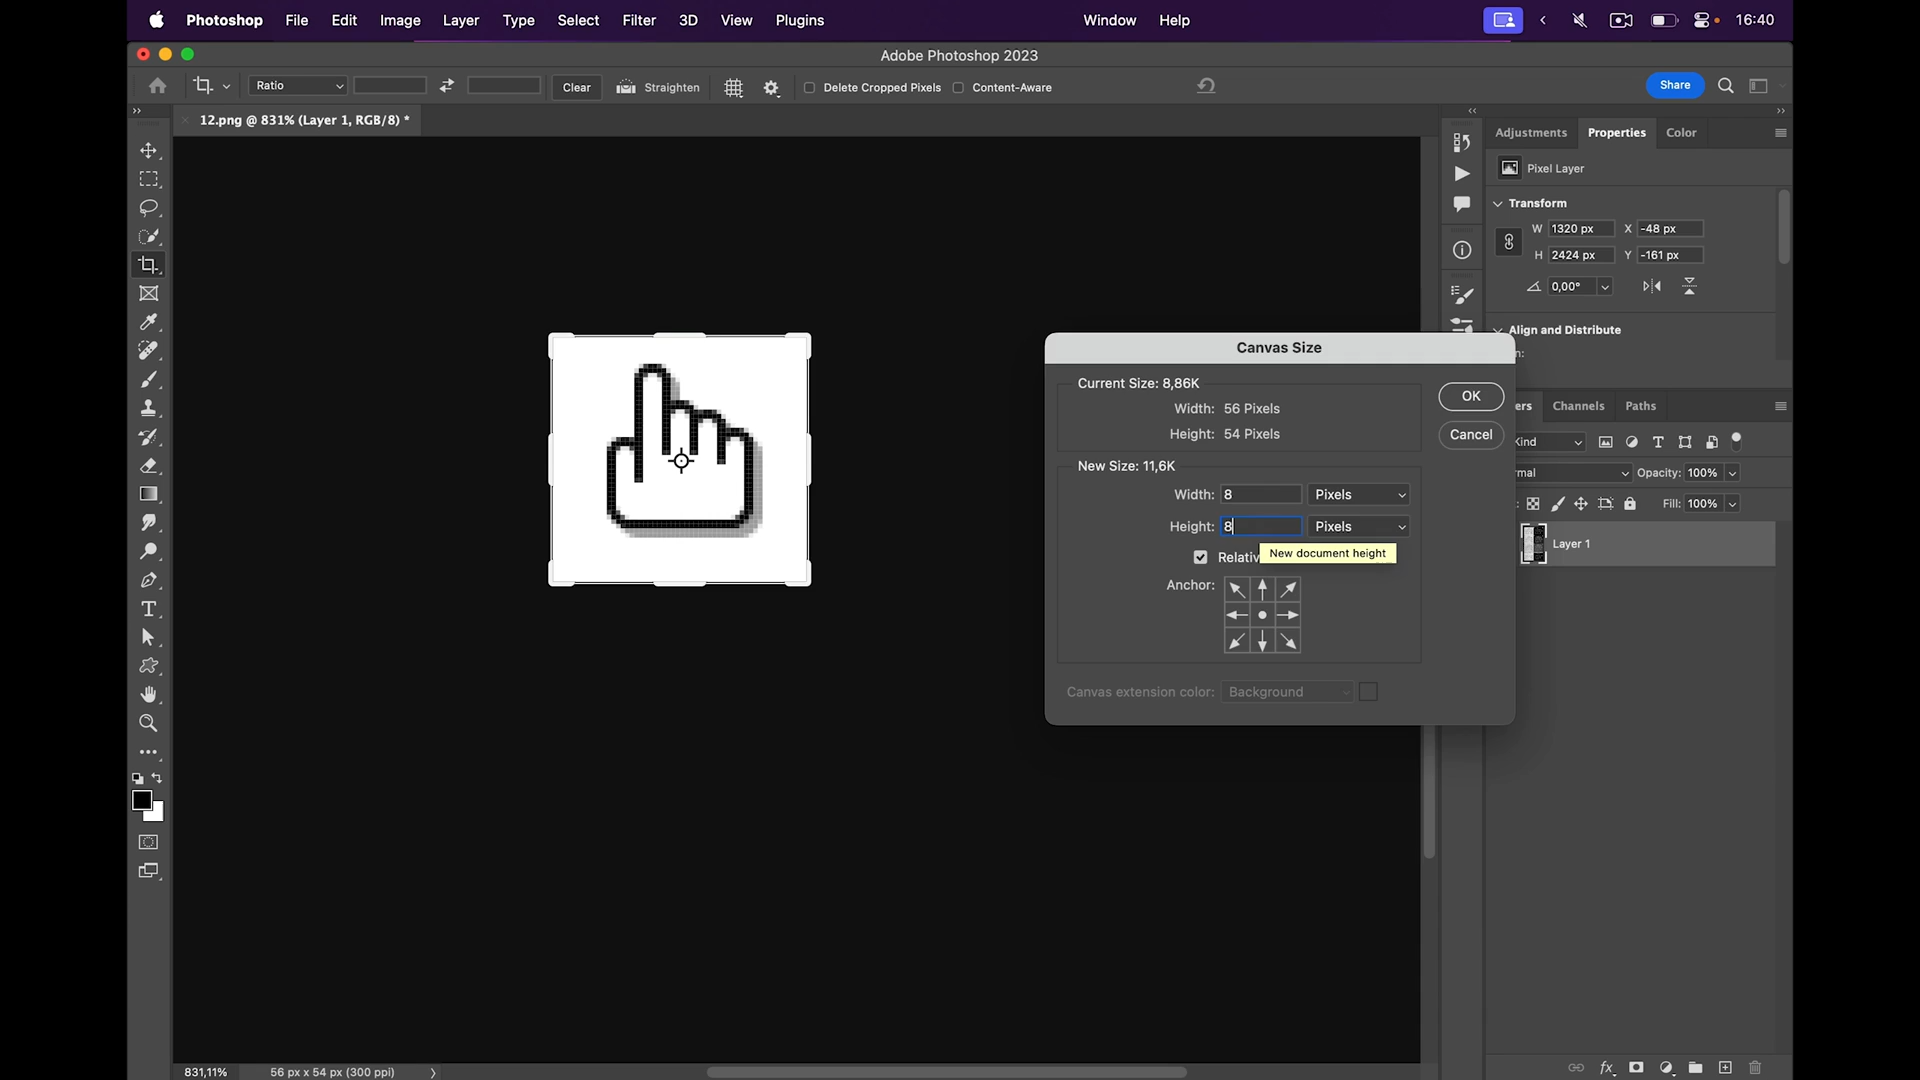 Photoshop File Edit Image Layer Type Select Filter 3D View Plugins Window Help 16:40
Adobe Photoshop 2023
Ratio Clear Straighten Delete Cropped Pixels Content-Aware Share
12.png @ 831% (Layer 1, RGB/8) *
Adjustments Properties Color
Pixel Layer
Transform
W 1320 px X -48 px
H 2424 px Y -161 px
0,00°
Align and Distribute
n:
Canvas Size
Current Size: 8,86K
Width: 56 Pixels
Height: 54 Pixels
OK
Cancel
New Size: 11,6K
Width: 8 Pixels
Height: 8 Pixels
Relativ
New document height
Anchor:
Canvas extension color: Background
ers Channels Paths
Kind
mal Opacity: 100%
: Fill: 100%
Layer 1
T
fx
831,11% 56 px x 54 px (300 ppi)